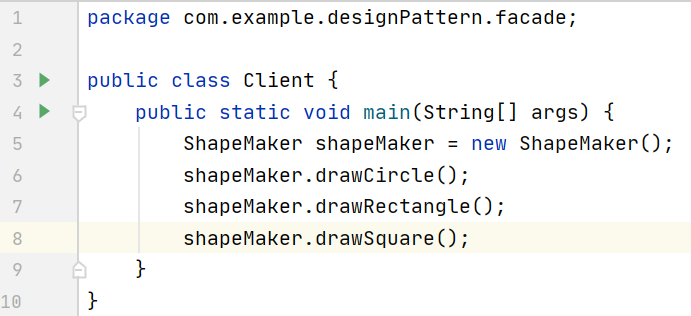 1 package com.example.designPattern.facade;
2
3 public class Client {
4     public static void main(String[] args) {
5         ShapeMaker shapeMaker = new ShapeMaker();
6         shapeMaker.drawCircle();
7         shapeMaker.drawRectangle();
8         shapeMaker.drawSquare();
9     }
10 }